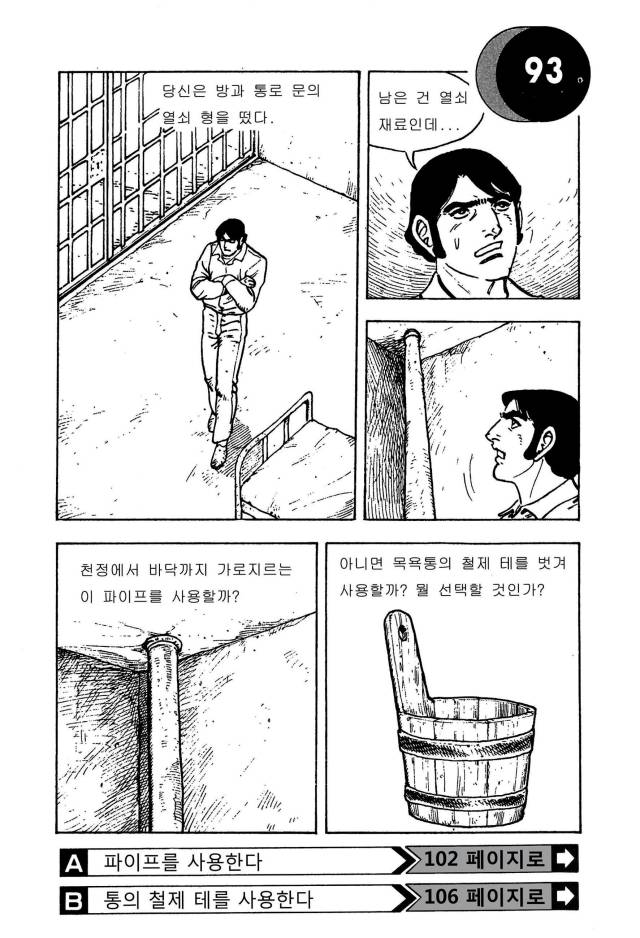 93
당신은 방과 통로 문의
열쇠 형을 떴다.
남은 건 열쇠
재료인데...
천정에서 바닥까지 가로지르는
이 파이프를 사용할까?
아니면 목욕통의 철제 테를 벗겨
사용할까? 뭘 선택할 것인가?
A 파이프를 사용한다 102 페이지로
B 통의 철제 테를 사용한다 106 페이지로